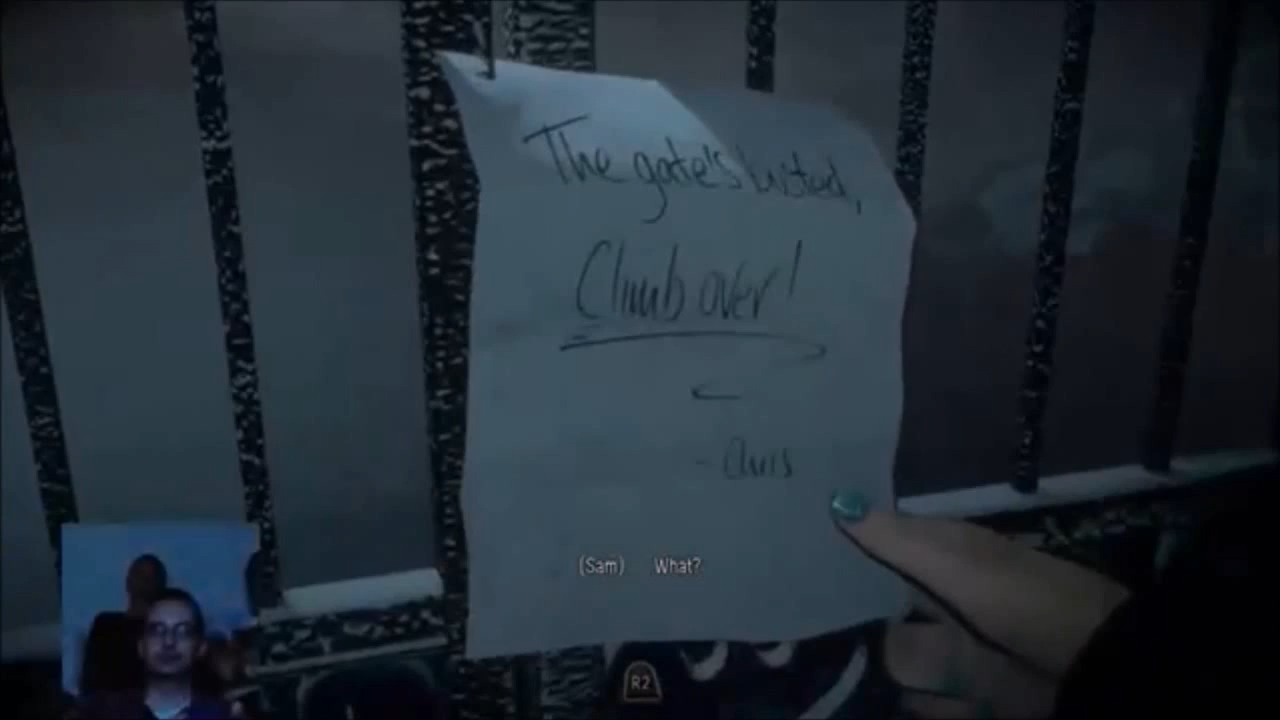 The gate's busted,
Climb over!
- Chris
(Sam) What?
R2